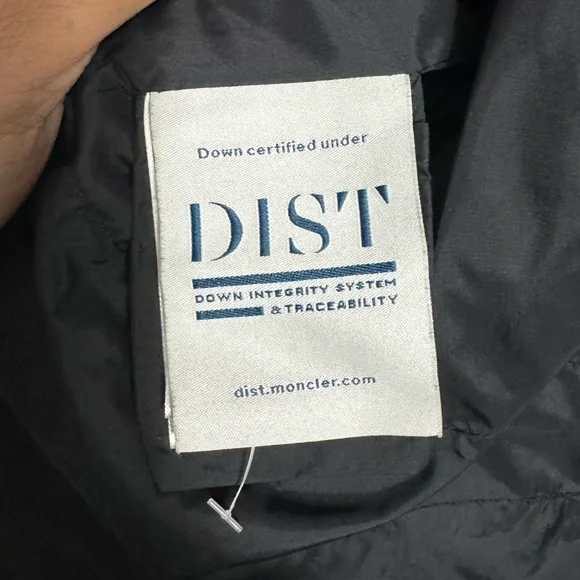 Down certified under
DIST
DOWN INTEGRITY SYSTEM
& TRACEABILITY
dist.moncler.com